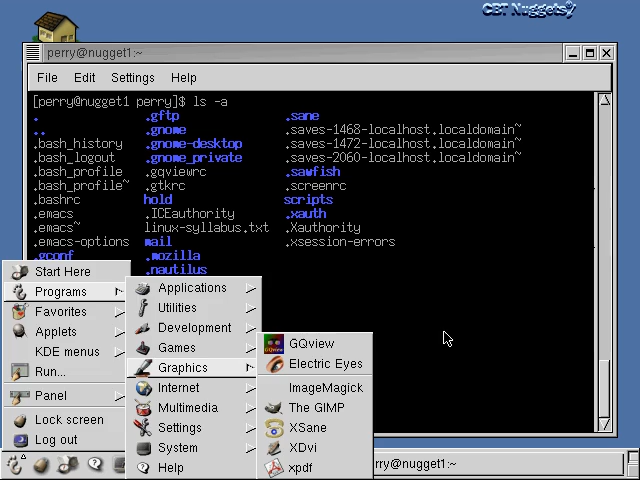 CBT Nuggets
perry@nugget1:~
File Edit Settings Help
[perry@nugget1 perry]$ ls -a
. .gftp .sane
.. .gnome .saves-1468-localhost.localdomain~
.bash_history .gnome-desktop .saves-1472-localhost.localdomain~
.bash_logout .gnome_private .saves-2060-localhost.localdomain~
.bash_profile .gqviewrc .sawfish
.bash_profile~ .gtkrc .screenrc
.bashrc hold scripts
.emacs .ICEauthority .xauth
.emacs~ linux-syllabus.txt .Xauthority
.emacs-options mail .xsession-errors
.gconf .mozilla
.nautilus
Start Here
Programs
Favorites
Applets
KDE menus
Run...
Panel
Lock screen
Log out
Applications
Utilities
Development
Games
Graphics
Internet
Multimedia
Settings
System
Help
GQview
Electric Eyes
ImageMagick
The GIMP
XSane
XDvi
xpdf
rry@nugget1:~